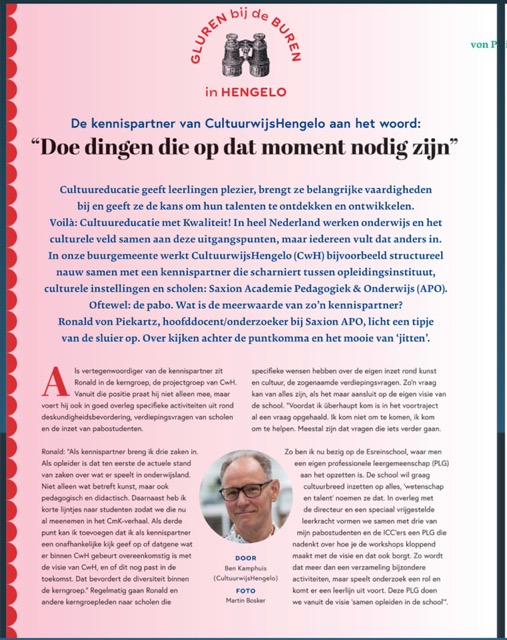 GLUREN bij de BUREN
in HENGELO
von P
De kennispartner van CultuurwijsHengelo aan het woord:
“Doe dingen die op dat moment nodig zijn”
Cultuureducatie geeft leerlingen plezier, brengt ze belangrijke vaardigheden
bij en geeft ze de kans om hun talenten te ontdekken en ontwikkelen.
Voilà: Cultuureducatie met Kwaliteit! In heel Nederland werken onderwijs en het
culturele veld samen aan deze uitgangspunten, maar iedereen vult dat anders in.
In onze buurgemeente werkt CultuurwijsHengelo (CwH) bijvoorbeeld structureel
nauw samen met een kennispartner die scharniert tussen opleidingsinstituut,
culturele instellingen en scholen: Saxion Academie Pedagogiek & Onderwijs (APO).
Oftewel: de pabo. Wat is de meerwaarde van zo’n kennispartner?
Ronald von Piekartz, hoofddocent/onderzoeker bij Saxion APO, licht een tipje
van de sluier op. Over kijken achter de puntkomma en het mooie van ‘jitten’.
Als vertegenwoordiger van de kennispartner zit
Ronald in de kerngroep, de projectgroep van CwH.
Vanuit die positie praat hij niet alleen mee, maar
voert hij ook in goed overleg specifieke activiteiten uit rond
deskundigheidsbevordering, verdiepingsvragen van scholen
en de inzet van pabostudenten.
Ronald: "Als kennispartner breng ik drie zaken in.
Als opleider is dat ten eerste de actuele stand
van zaken over wat er speelt in onderwijsland.
Niet alleen wat betreft kunst, maar ook
pedagogisch en didactisch. Daarnaast heb ik
korte lijntjes naar studenten zodat we die nu
al meenemen in het CmK-verhaal. Als derde
punt kan ik toevoegen dat ik als kennispartner
een onafhankelijke kijk geef op of datgene wat
er binnen CwH gebeurt overeenkomstig is met
de visie van CwH, en of dit nog past in de
toekomst. Dat bevordert de diversiteit binnen
de kerngroep." Regelmatig gaan Ronald en
andere kerngroepleden naar scholen die
specifieke wensen hebben over de eigen inzet rond kunst
en cultuur, de zogenaamde verdiepingsvragen. Zo'n vraag
kan van alles zijn, als het maar aansluit op de eigen visie van
de school. "Voordat ik überhaupt kom is in het voortraject
al een vraag opgehaald. Ik kom niet om te komen, ik kom
om te helpen. Meestal zijn dat vragen die iets verder gaan.
Zo ben ik nu bezig op de Esreinschool, waar men
een eigen professionele leergemeenschap (PLG)
aan het opzetten is. De school wil graag
cultuurbreed inzetten op alles, 'wetenschap
en talent' noemen ze dat. In overleg met
de directeur en een speciaal vrijgestelde
leerkracht vormen we samen met drie van
mijn pabostudenten en de ICC'ers een PLG die
nadenkt over hoe je de workshops kloppend
maakt met de visie en dat ook borgt. Zo wordt
dat meer dan een verzameling bijzondere
activiteiten, maar speelt onderzoek een rol en
komt er een leerlijn uit voort. Deze PLG doen
we vanuit de visie 'samen opleiden in de school'".
DOOR
Ben Kamphuis
(CultuurwijsHengelo)
FOTO
Martin Bosker